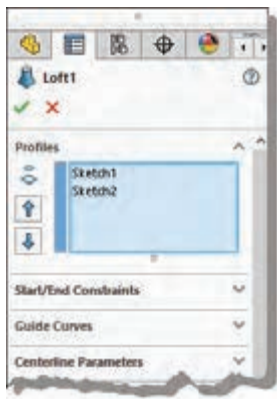 Loft1
Profiles
Sketch1
Sketch2
Start/End Constraints
Guide Curves
Centerline Parameters